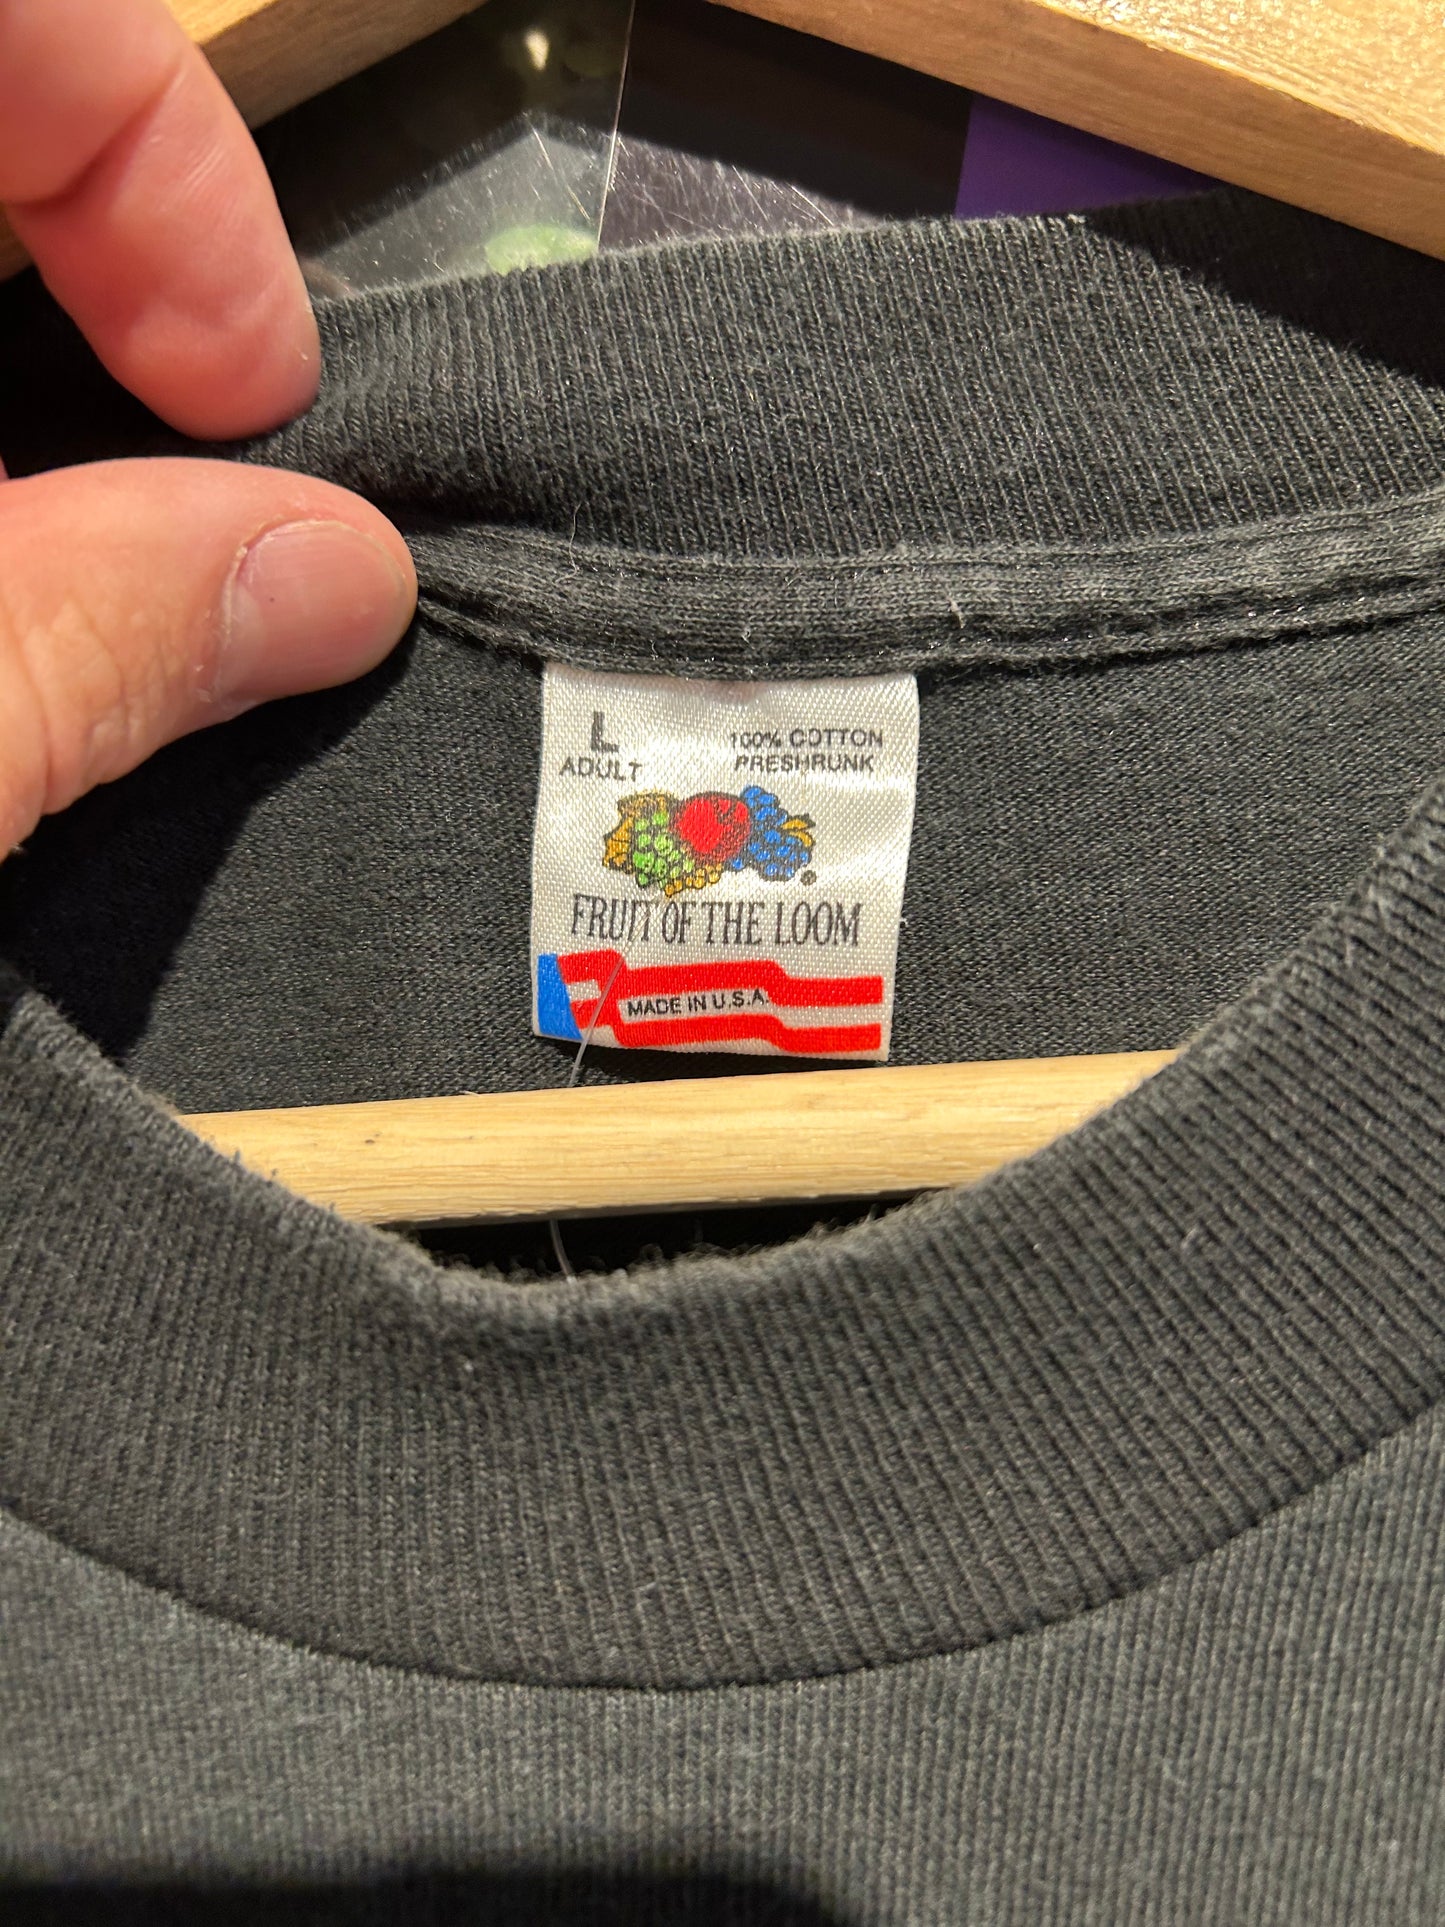 L
ADULT
100% COTTON
PRESHRUNK
®
FRUIT OF THE LOOM
MADE IN U.S.A.